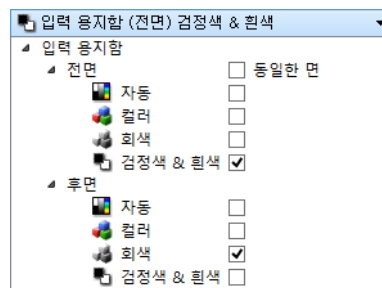 입력 용지함 (전면) 검정색 & 흰색
입력 용지함
전면 동일한 면
자동
컬러
회색
검정색 & 흰색
후면
자동
컬러
회색
검정색 & 흰색